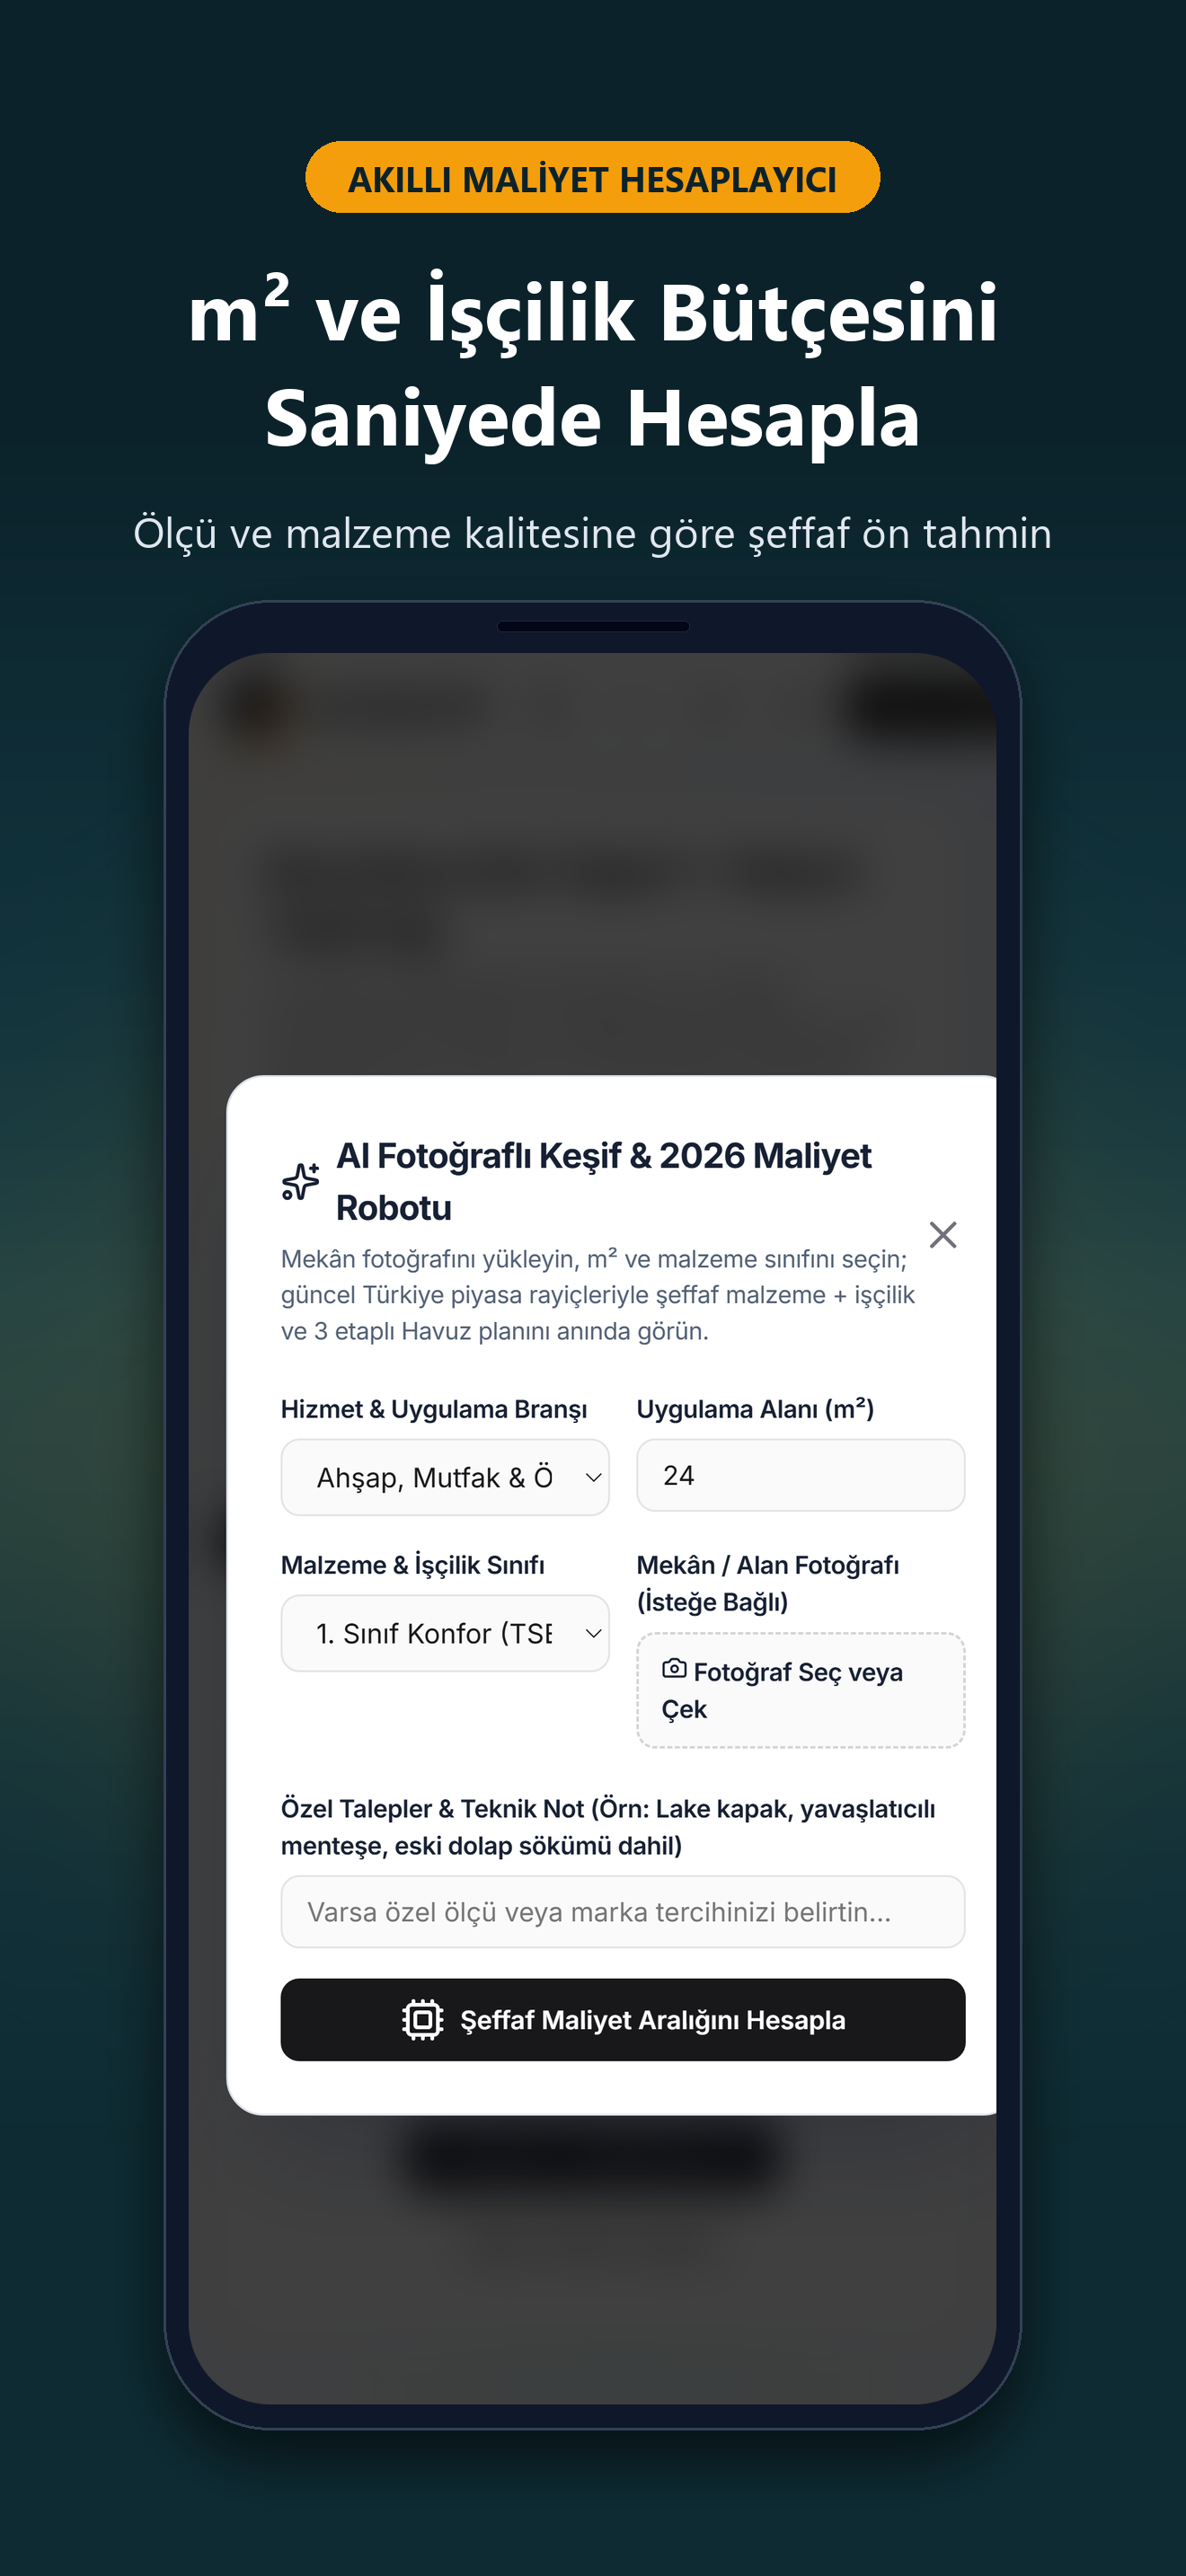 AKILLI MALİYET HESAPLAYICI
m² ve İşçilik Bütçesini
Saniyede Hesapla
Ölçü ve malzeme kalitesine göre şeffaf ön tahmin
AI Fotoğraflı Keşif & 2026 Maliyet
Robotu
Mekân fotoğrafını yükleyin, m² ve malzeme sınıfını seçin;
güncel Türkiye piyasa rayiçleriyle şeffaf malzeme + işçilik
ve 3 etaplı Havuz planını anında görün.
Hizmet & Uygulama Branşı
Ahşap, Mutfak & Ö
Uygulama Alanı (m²)
24
Malzeme & İşçilik Sınıfı
1. Sınıf Konfor (TSE
Mekân / Alan Fotoğrafı
(İsteğe Bağlı)
Fotoğraf Seç veya
Çek
Özel Talepler & Teknik Not (Örn: Lake kapak, yavaşlatıcılı
menteşe, eski dolap sökümü dahil)
Varsa özel ölçü veya marka tercihinizi belirtin...
Şeffaf Maliyet Aralığını Hesapla